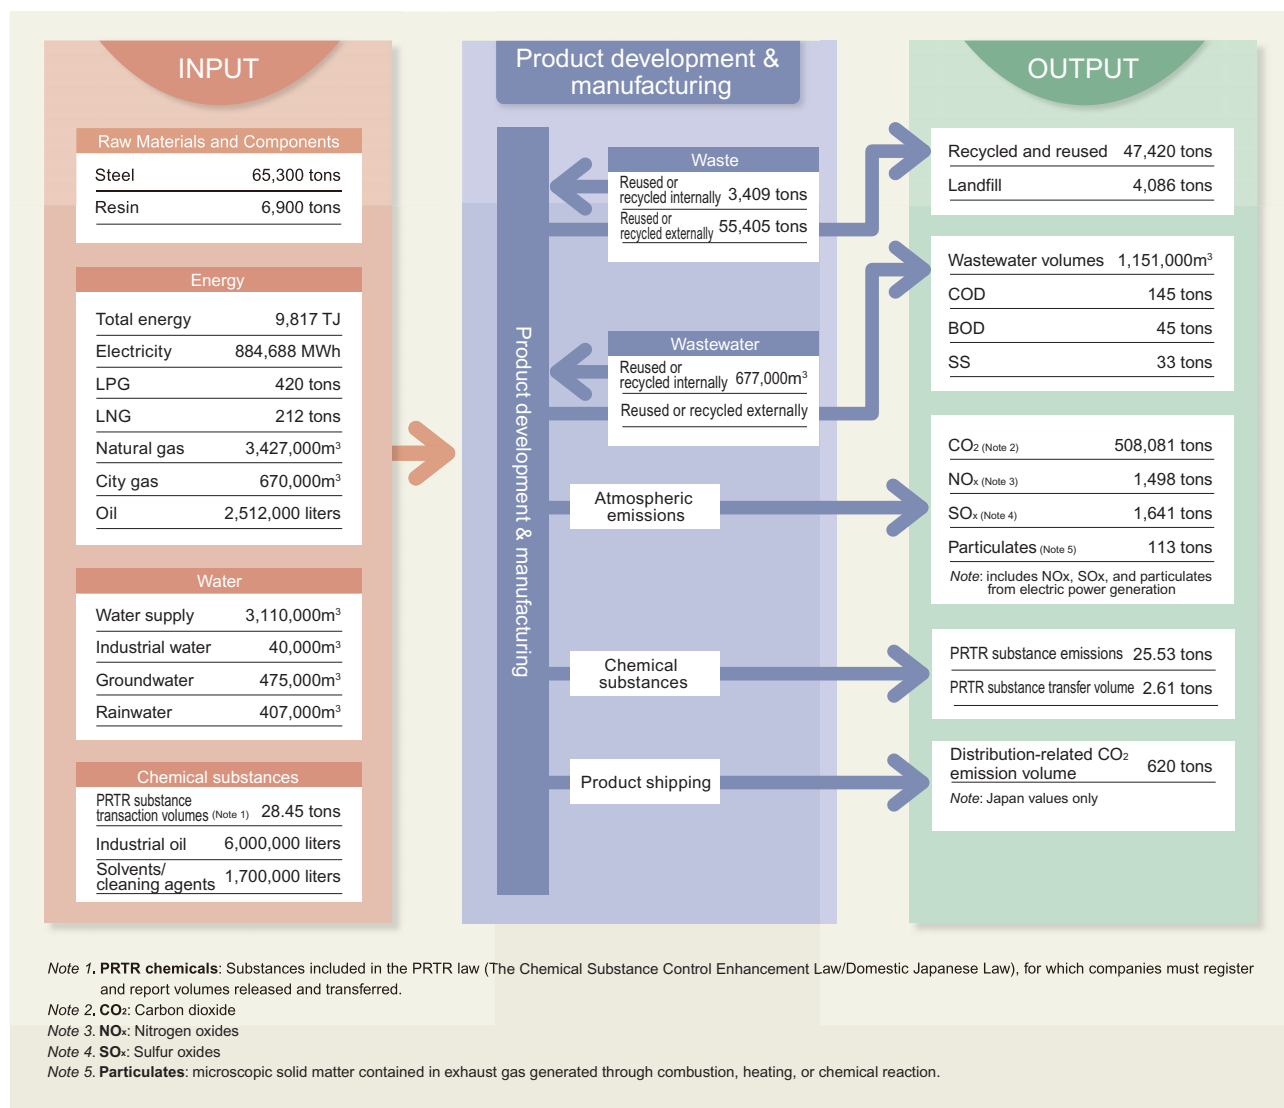 INPUT
Raw Materials and Components
Steel 65,300 tons
Resin 6,900 tons
Energy
Total energy 9,817 TJ
Electricity 884,688 MWh
LPG 420 tons
LNG 212 tons
Natural gas 3,427,000m³
City gas 670,000m³
Oil 2,512,000 liters
Water
Water supply 3,110,000m³
Industrial water 40,000m³
Groundwater 475,000m³
Rainwater 407,000m³
Chemical substances
PRTR substance
transaction volumes (Note 1) 28.45 tons
Industrial oil 6,000,000 liters
Solvents/
cleaning agents 1,700,000 liters
Product development &
manufacturing
Product development & manufacturing
Waste
Reused or
recycled internally 3,409 tons
Reused or
recycled externally 55,405 tons
Wastewater
Reused or
recycled internally 677,000m³
Reused or recycled externally
Atmospheric
emissions
Chemical
substances
Product shipping
OUTPUT
Recycled and reused 47,420 tons
Landfill 4,086 tons
Wastewater volumes 1,151,000m³
COD 145 tons
BOD 45 tons
SS 33 tons
CO₂ (Note 2) 508,081 tons
NOx (Note 3) 1,498 tons
SOx (Note 4) 1,641 tons
Particulates (Note 5) 113 tons
Note: includes NOx, SOx, and particulates
from electric power generation
PRTR substance emissions 25.53 tons
PRTR substance transfer volume 2.61 tons
Distribution-related CO₂
emission volume 620 tons
Note: Japan values only
Note 1. PRTR chemicals: Substances included in the PRTR law (The Chemical Substance Control Enhancement Law/Domestic Japanese Law), for which companies must register
and report volumes released and transferred.
Note 2. CO₂: Carbon dioxide
Note 3. NOx: Nitrogen oxides
Note 4. SOx: Sulfur oxides
Note 5. Particulates: microscopic solid matter contained in exhaust gas generated through combustion, heating, or chemical reaction.